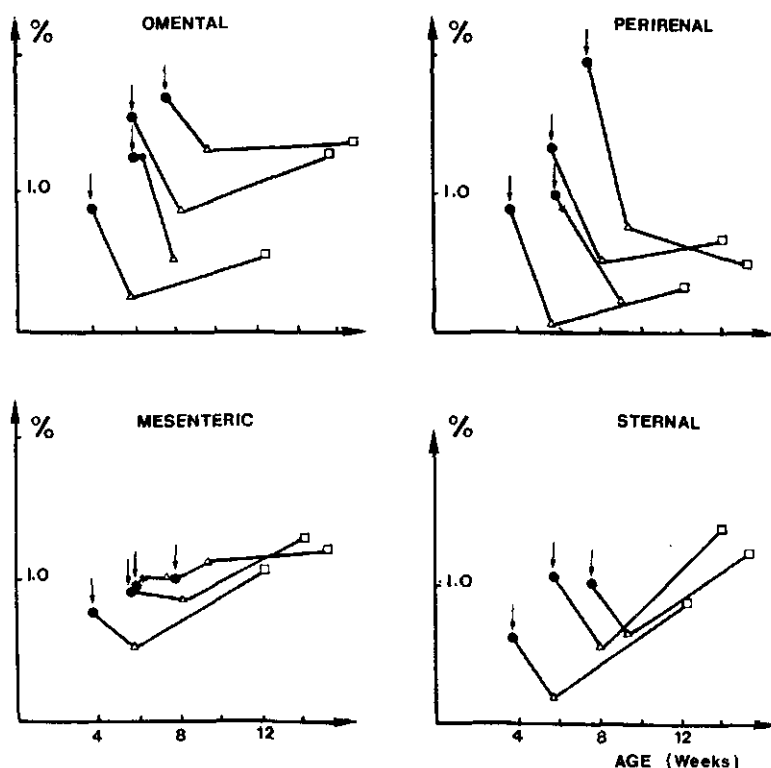 OMENTAL
%
1.0
PERIRENAL
%
1.0
MESENTERIC
%
1.0
4 8 12
STERNAL
%
1.0
4 8 12
AGE (Weeks)